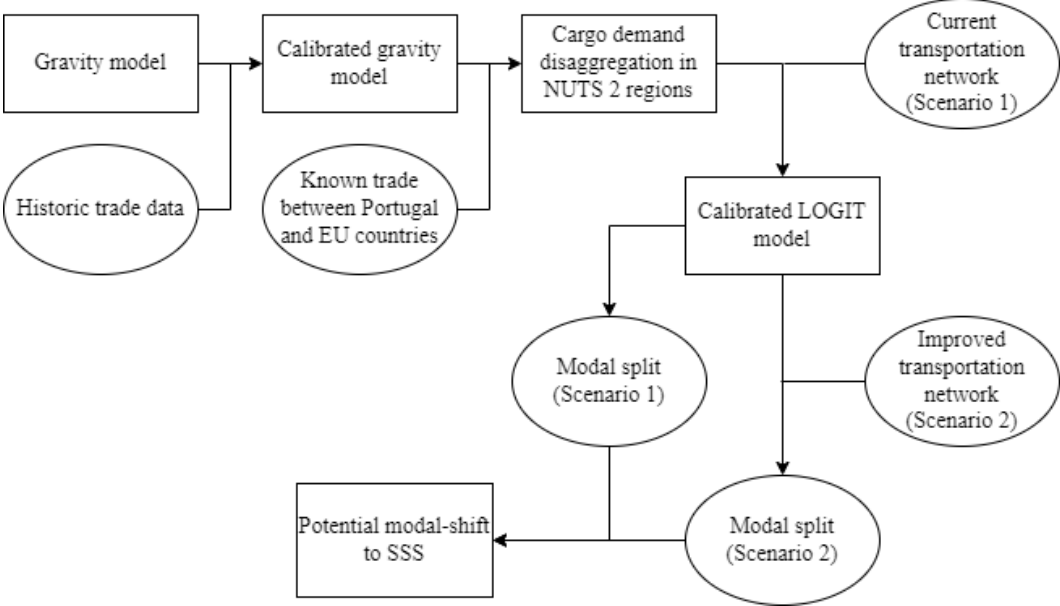 Gravity model
Calibrated gravity
model
Cargo demand
disaggregation in
NUTS 2 regions
Current
transportation
network
(Scenario 1)
Historic trade data
Known trade
between Portugal
and EU countries
Calibrated LOGIT
model
Modal split
(Scenario 1)
Improved
transportation
network
(Scenario 2)
Potential modal-shift
to SSS
Modal split
(Scenario 2)